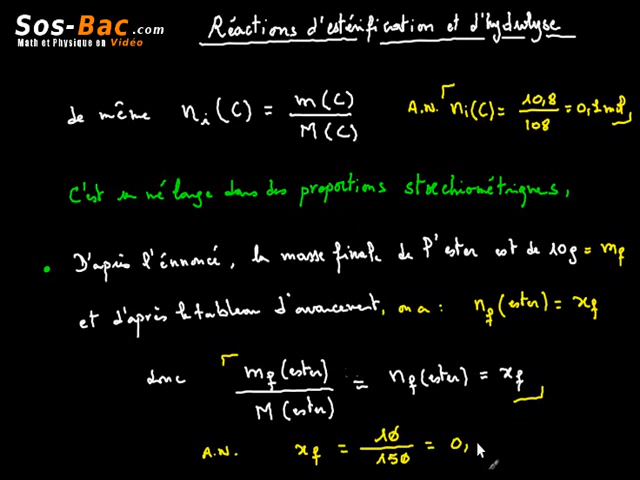 Sos-Bac.com
Math et Physique en Vidéo
Réactions d'estérification et d'hydrolyse
de même nᵢ(C) = m(C)/M(C) A.N. nᵢ(C) = 10,8/108 = 0,1 mol
C'est un mélange dans des proportions stœchiométriques,
• D'après l'énnoncé, la masse finale de l'ester est de 10g = m_f
et d'après le tableau d'avancement, on a : n_f(ester) = x_f
donc m_f(ester)/M(ester) = n_f(ester) = x_f
A.N. x_f = 10/150 = 0,